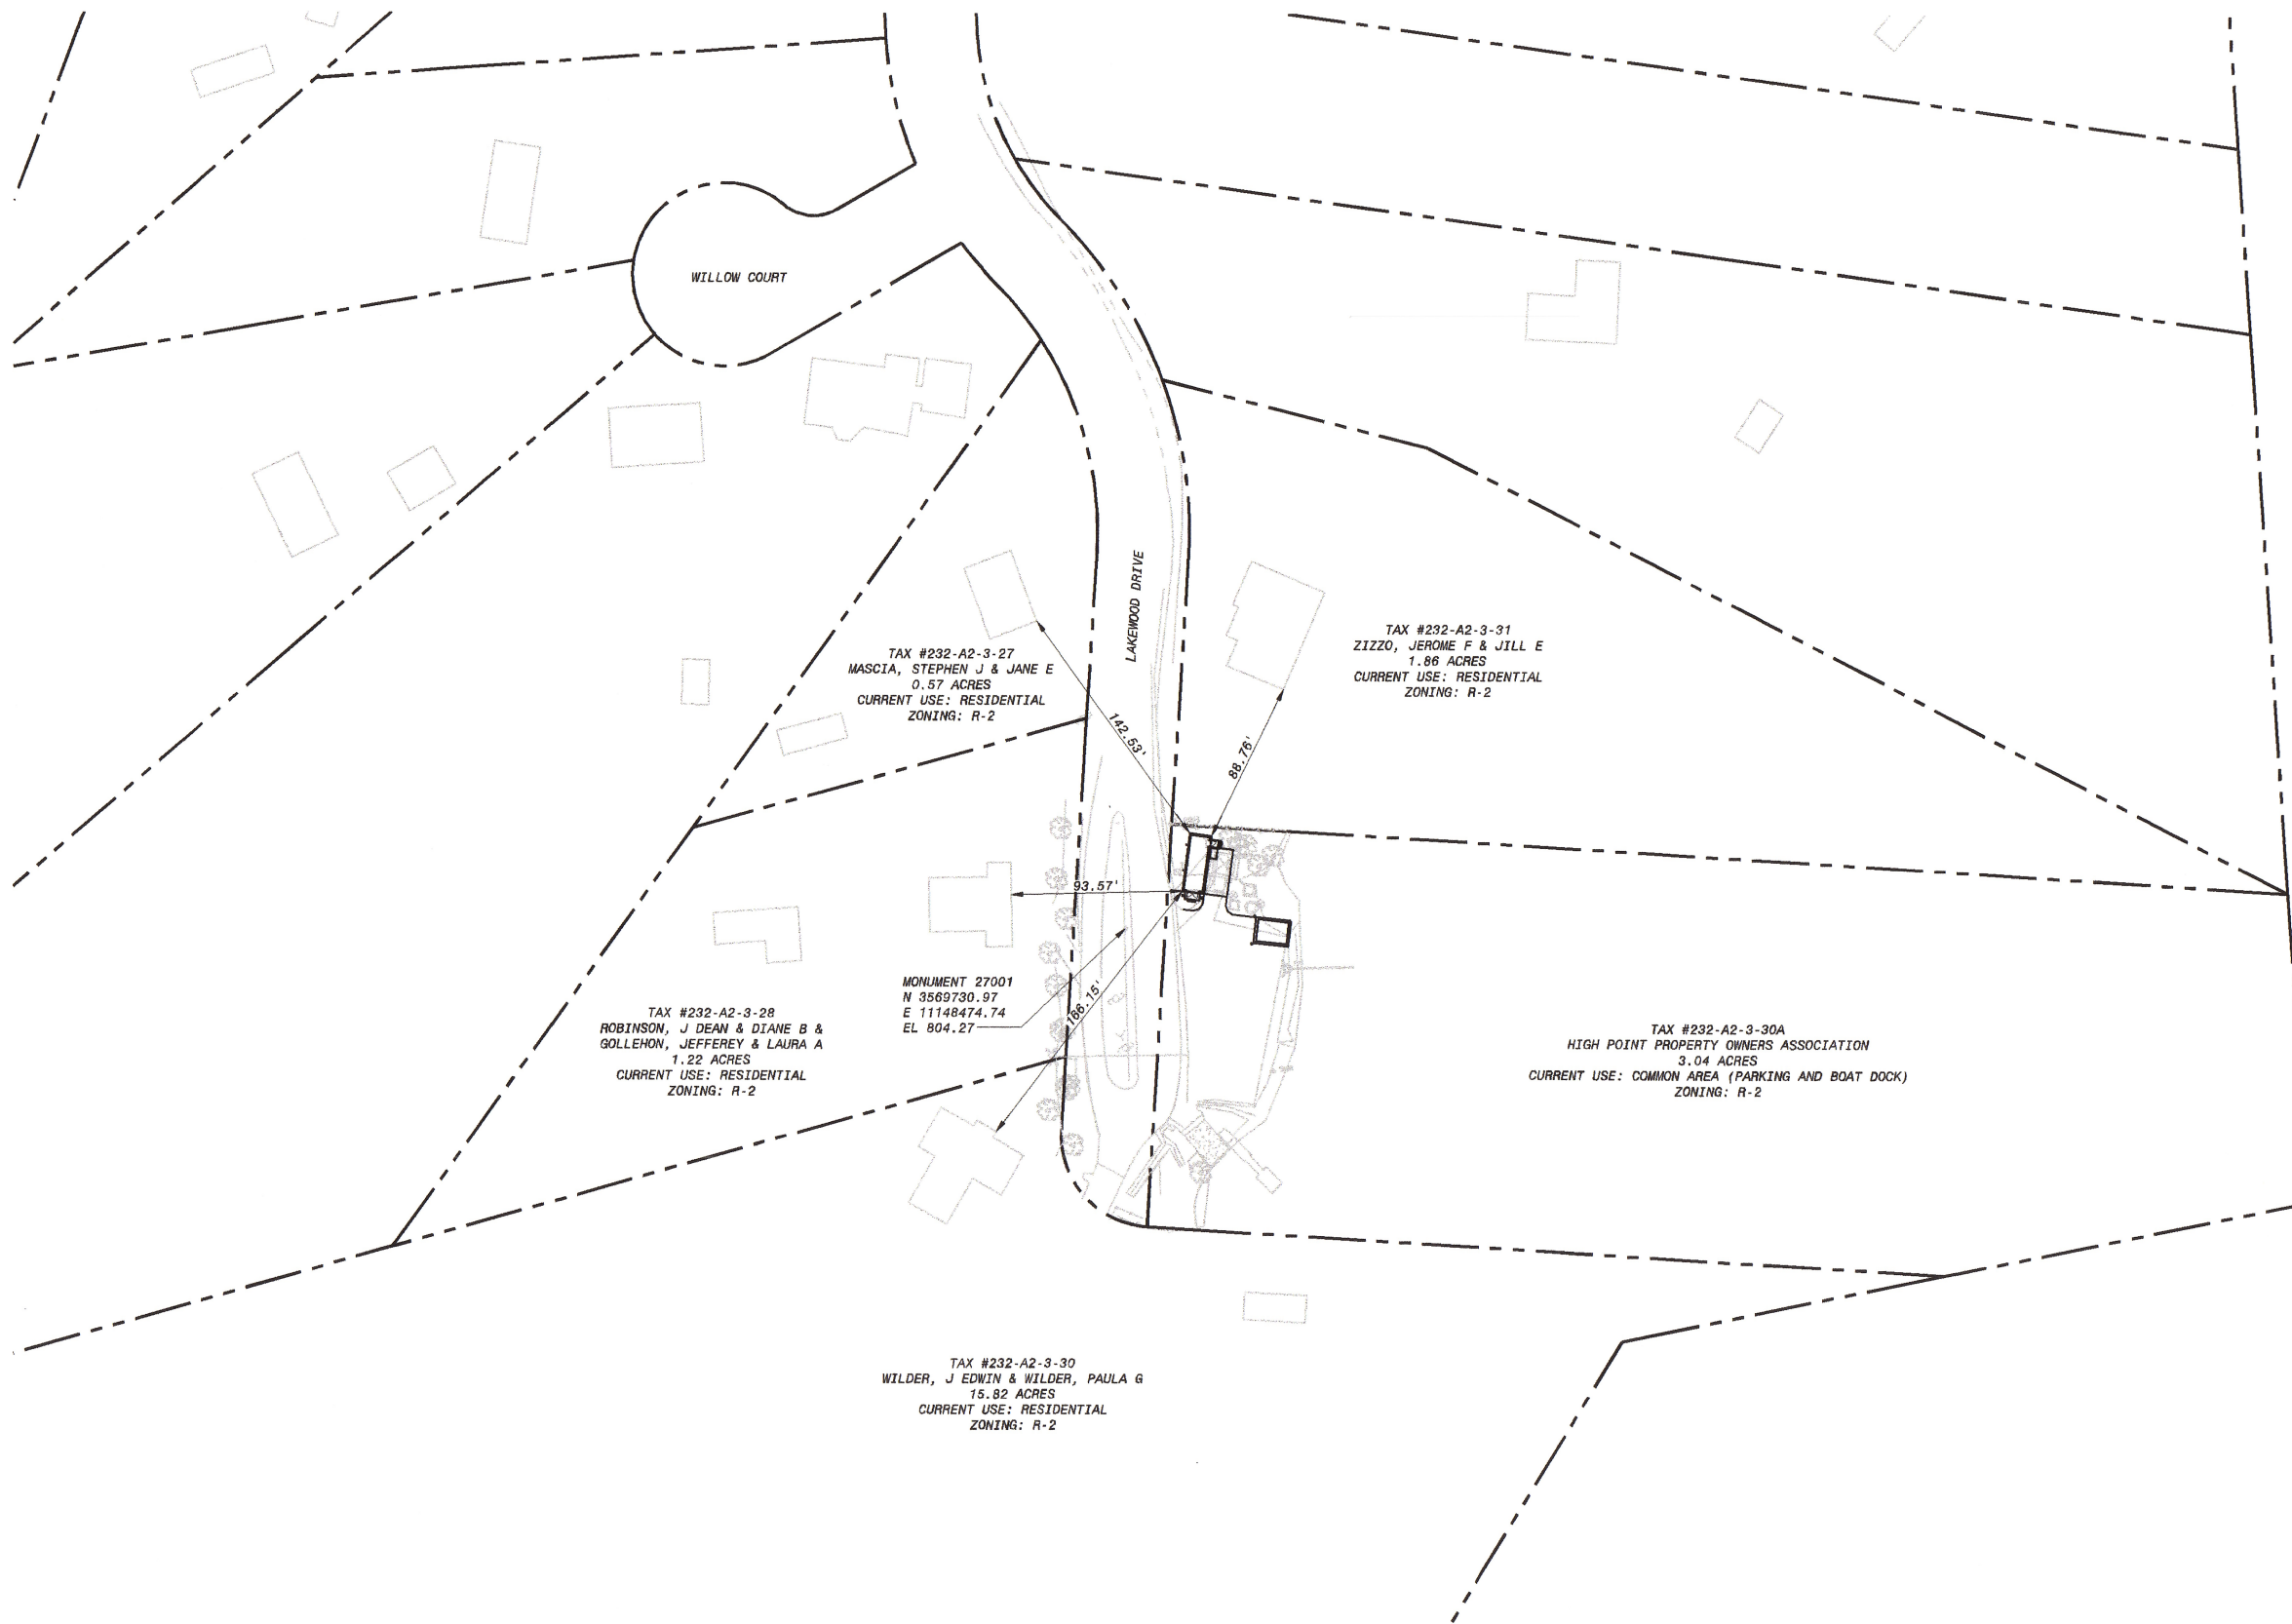 WILLOW COURT
LAKEWOOD DRIVE
TAX #232-A2-3-27
MASCIA, STEPHEN J & JANE E
0.57 ACRES
CURRENT USE: RESIDENTIAL
ZONING: R-2
TAX #232-A2-3-31
ZIZZO, JEROME F & JILL E
1.86 ACRES
CURRENT USE: RESIDENTIAL
ZONING: R-2
142.53'
88.76'
93.57'
166.15'
MONUMENT 27001
N 3569730.97
E 11148474.74
EL 804.27
TAX #232-A2-3-28
ROBINSON, J DEAN & DIANE B &
GOLLEHON, JEFFEREY & LAURA A
1.22 ACRES
CURRENT USE: RESIDENTIAL
ZONING: R-2
TAX #232-A2-3-30A
HIGH POINT PROPERTY OWNERS ASSOCIATION
3.04 ACRES
CURRENT USE: COMMON AREA (PARKING AND BOAT DOCK)
ZONING: R-2
TAX #232-A2-3-30
WILDER, J EDWIN & WILDER, PAULA G
15.82 ACRES
CURRENT USE: RESIDENTIAL
ZONING: R-2